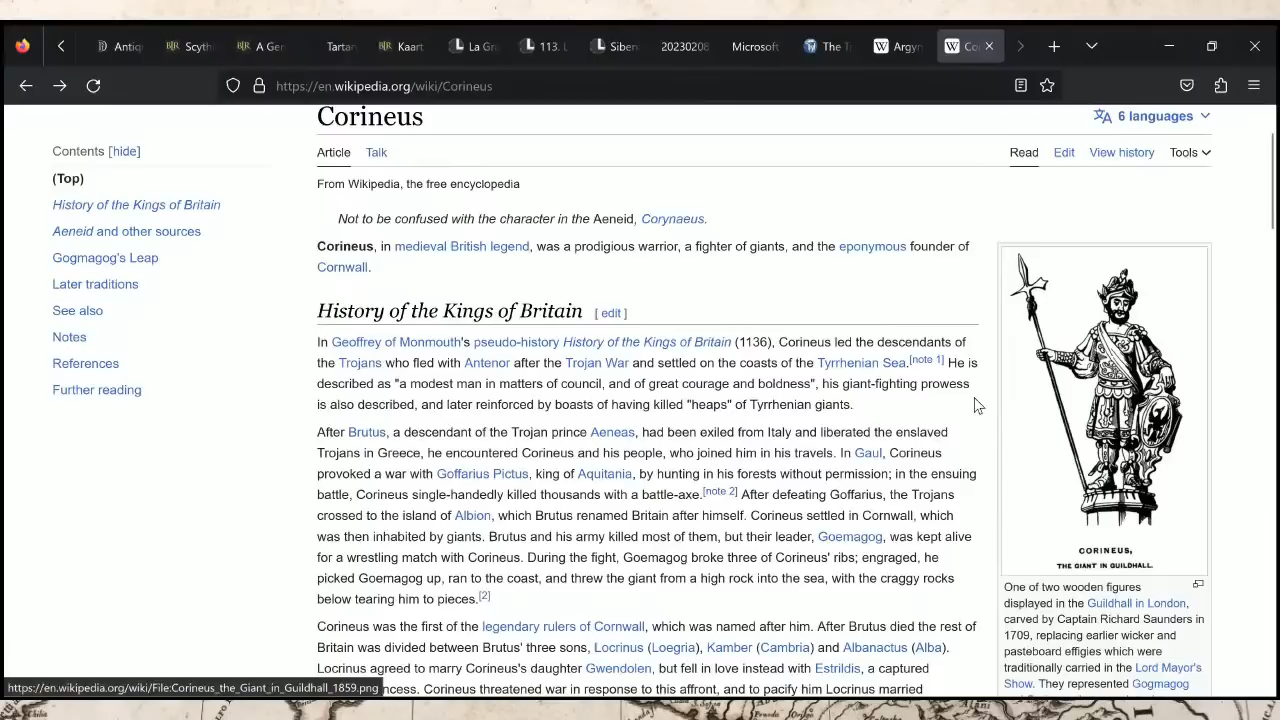 Antiq
Scyth
A Ger
Tartar
Kaart
La Gr
113. L
Siber
20230208
Microsoft
The T
Argyn
Co
https://en.wikipedia.org/wiki/Corineus
Corineus
6 languages
Article Talk
Read Edit View history Tools
From Wikipedia, the free encyclopedia
Contents [hide]
(Top)
History of the Kings of Britain
Aeneid and other sources
Gogmagog's Leap
Later traditions
See also
Notes
References
Further reading
Not to be confused with the character in the Aeneid, Corynaeus.
Corineus, in medieval British legend, was a prodigious warrior, a fighter of giants, and the eponymous founder of
Cornwall.
History of the Kings of Britain [ edit ]
In Geoffrey of Monmouth's pseudo-history History of the Kings of Britain (1136), Corineus led the descendants of
the Trojans who fled with Antenor after the Trojan War and settled on the coasts of the Tyrrhenian Sea.[note 1] He is
described as "a modest man in matters of council, and of great courage and boldness", his giant-fighting prowess
is also described, and later reinforced by boasts of having killed "heaps" of Tyrrhenian giants.
After Brutus, a descendant of the Trojan prince Aeneas, had been exiled from Italy and liberated the enslaved
Trojans in Greece, he encountered Corineus and his people, who joined him in his travels. In Gaul, Corineus
provoked a war with Goffarius Pictus, king of Aquitania, by hunting in his forests without permission; in the ensuing
battle, Corineus single-handedly killed thousands with a battle-axe.[note 2] After defeating Goffarius, the Trojans
crossed to the island of Albion, which Brutus renamed Britain after himself. Corineus settled in Cornwall, which
was then inhabited by giants. Brutus and his army killed most of them, but their leader, Goemagog, was kept alive
for a wrestling match with Corineus. During the fight, Goemagog broke three of Corineus' ribs; engraged, he
picked Goemagog up, ran to the coast, and threw the giant from a high rock into the sea, with the craggy rocks
below tearing him to pieces.[2]
Corineus was the first of the legendary rulers of Cornwall, which was named after him. After Brutus died the rest of
Britain was divided between Brutus' three sons, Locrinus (Loegria), Kamber (Cambria) and Albanactus (Alba).
Locrinus agreed to marry Corineus's daughter Gwendolen, but fell in love instead with Estrildis, a captured
ncess. Corineus threatened war in response to this affront, and to pacify him Locrinus married
CORINEUS,
THE GIANT IN GUILDHALL.
One of two wooden figures
displayed in the Guildhall in London,
carved by Captain Richard Saunders in
1709, replacing earlier wicker and
pasteboard effigies which were
traditionally carried in the Lord Mayor's
Show. They represented Gogmagog
https://en.wikipedia.org/wiki/File:Corineus_the_Giant_in_Guildhall_1859.png